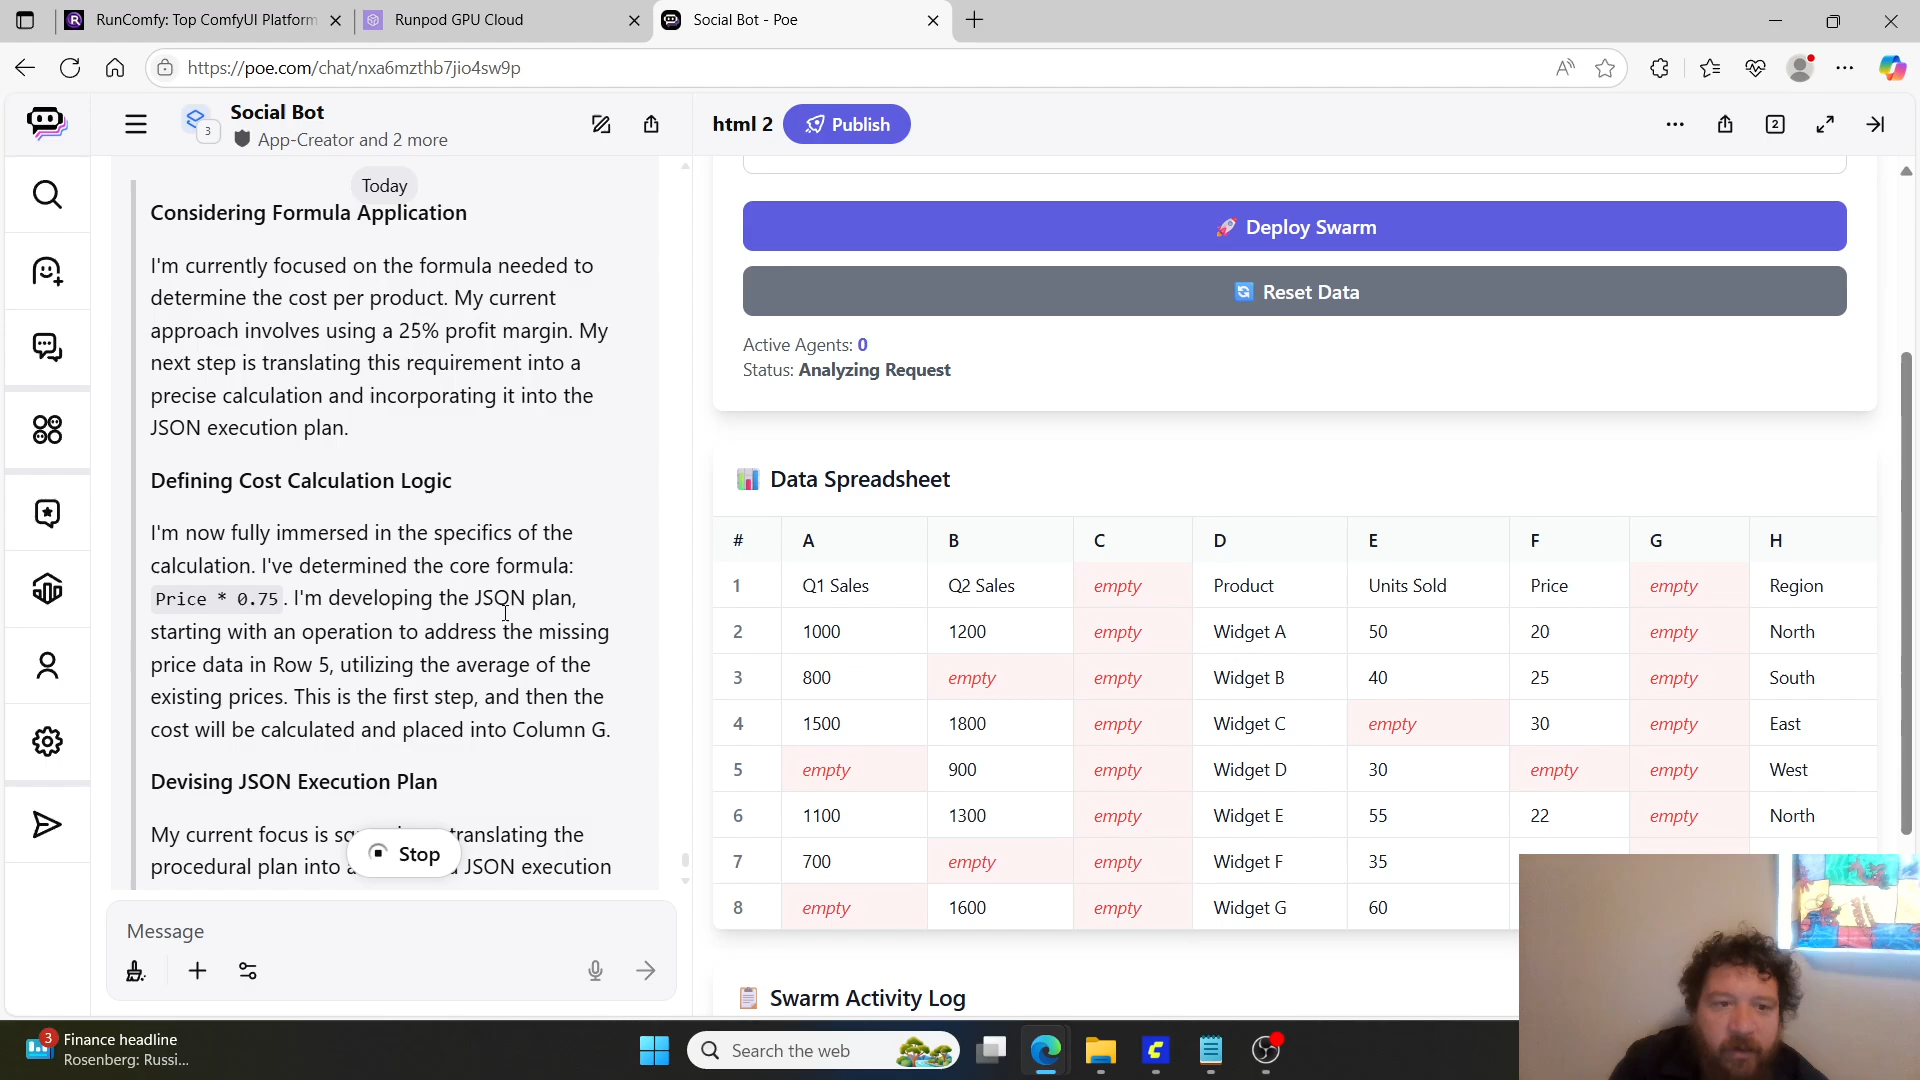 RunComfy: Top ComfyUI Platform
Runpod GPU Cloud
Social Bot - Poe
https://poe.com/chat/nxa6mzthb7jio4sw9p
3
Social Bot
App-Creator and 2 more
html 2
Publish
2
Today
Considering Formula Application
I'm currently focused on the formula needed to
determine the cost per product. My current
approach involves using a 25% profit margin. My
next step is translating this requirement into a
precise calculation and incorporating it into the
JSON execution plan.
Defining Cost Calculation Logic
I'm now fully immersed in the specifics of the
calculation. I've determined the core formula:
Price * 0.75. I'm developing the JSON plan,
starting with an operation to address the missing
price data in Row 5, utilizing the average of the
existing prices. This is the first step, and then the
cost will be calculated and placed into Column G.
Devising JSON Execution Plan
My current focus is translating the
procedural plan into a JSON execution
Stop
Message
🚀 Deploy Swarm
🔄 Reset Data
Active Agents: 0
Status: Analyzing Request
📊 Data Spreadsheet
# A B C D E F G H
1 Q1 Sales Q2 Sales empty Product Units Sold Price empty Region
2 1000 1200 empty Widget A 50 20 empty North
3 800 empty empty Widget B 40 25 empty South
4 1500 1800 empty Widget C empty 30 empty East
5 empty 900 empty Widget D 30 empty empty West
6 1100 1300 empty Widget E 55 22 empty North
7 700 empty empty Widget F 35
8 empty 1600 empty Widget G 60
📋 Swarm Activity Log
3
Finance headline
Rosenberg: Russi...
Search the web